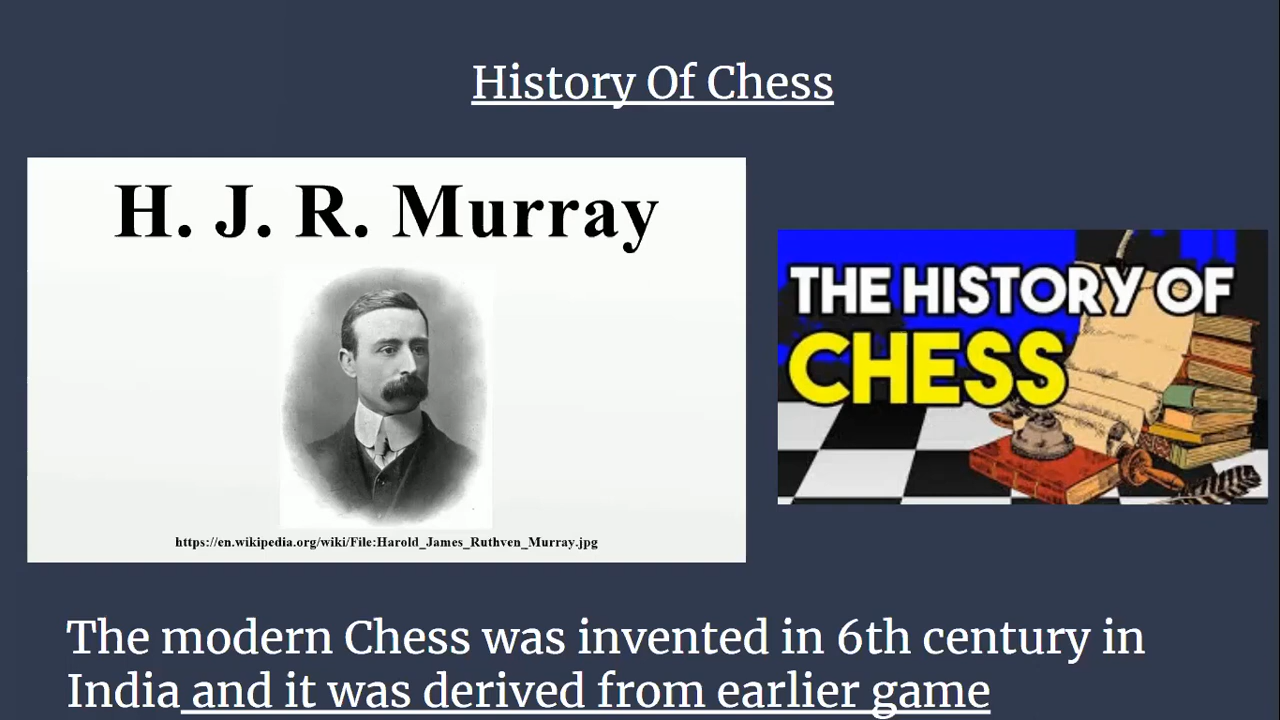 History Of Chess
H. J. R. Murray
https://en.wikipedia.org/wiki/File:Harold_James_Ruthven_Murray.jpg
THE HISTORY OF
CHESS
The modern Chess was invented in 6th century in
India and it was derived from earlier game